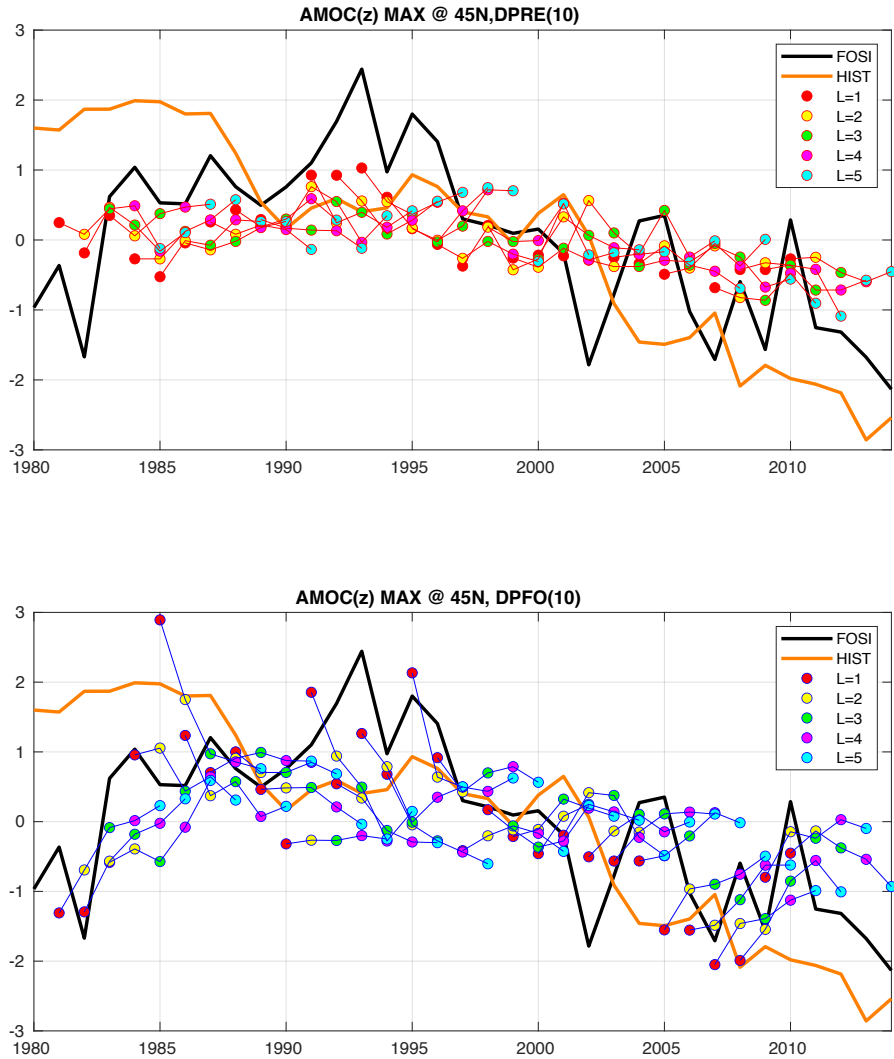 AMOC(z) MAX @ 45N,DPRE(10)
3
2
1
0
-1
-2
-3
1980
1985
1990
1995
2000
2005
2010
FOSI
HIST
L=1
L=2
L=3
L=4
L=5
AMOC(z) MAX @ 45N, DPFO(10)
3
2
1
0
-1
-2
-3
1980
1985
1990
1995
2000
2005
2010
FOSI
HIST
L=1
L=2
L=3
L=4
L=5